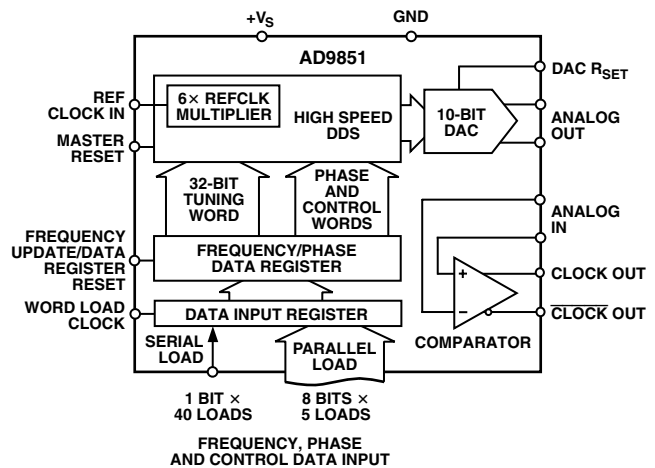 +VS
GND
AD9851
DAC RSET
REF
CLOCK IN
6× REFCLK
MULTIPLIER
HIGH SPEED
DDS
10-BIT
DAC
ANALOG
OUT
MASTER
RESET
32-BIT
TUNING
WORD
PHASE
AND
CONTROL
WORDS
ANALOG
IN
FREQUENCY
UPDATE/DATA
REGISTER
RESET
FREQUENCY/PHASE
DATA REGISTER
+
CLOCK OUT
WORD LOAD
CLOCK
DATA INPUT REGISTER
–
CLOCK OUT
COMPARATOR
SERIAL
LOAD
PARALLEL
LOAD
1 BIT ×
40 LOADS
8 BITS ×
5 LOADS
FREQUENCY, PHASE
AND CONTROL DATA INPUT